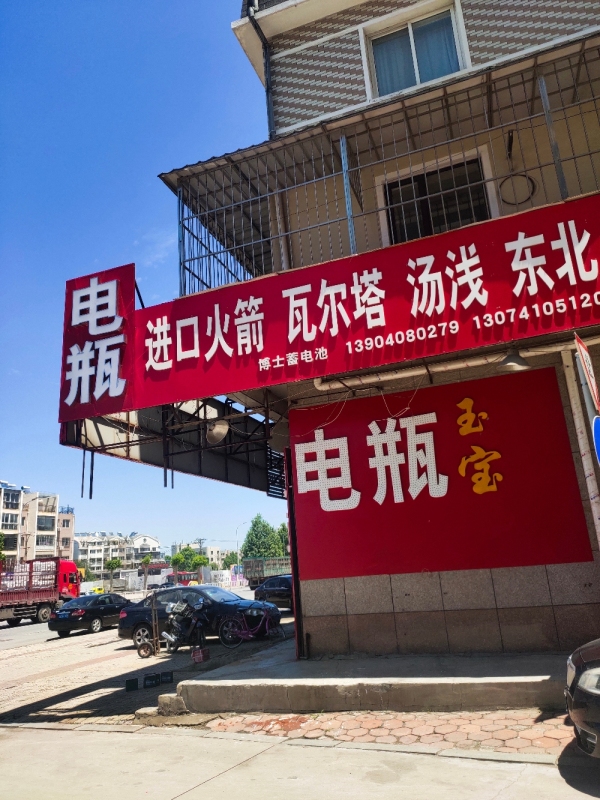 电瓶
进口火箭 瓦尔塔 汤浅 东北
博士蓄电池 13904080279 13074105120
电瓶 玉宝